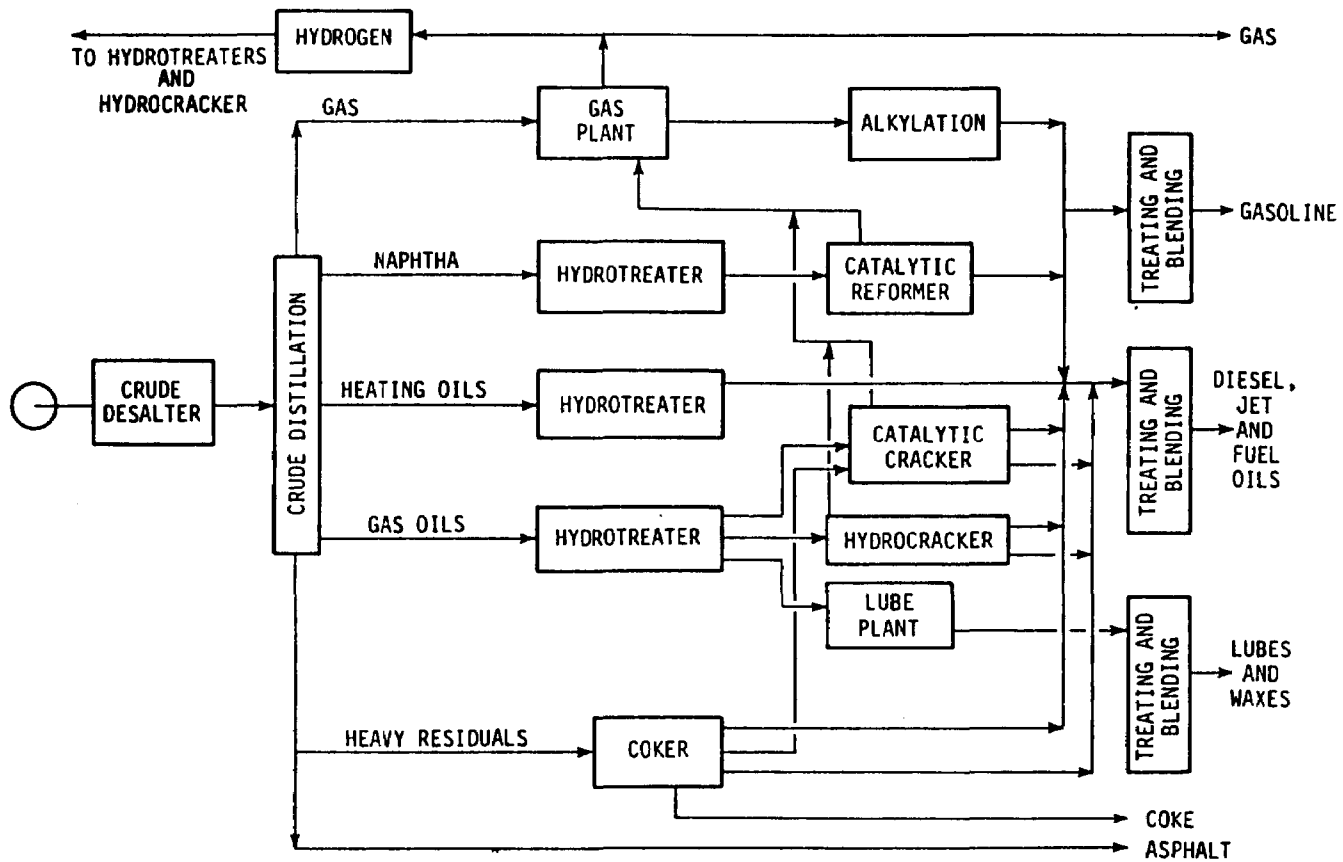 HYDROGEN
GAS
TO HYDROTREATERS
AND
HYDROCRACKER
GAS
GAS
PLANT
ALKYLATION
TREATING AND
BLENDING
GASOLINE
NAPHTHA
HYDROTREATER
CATALYTIC
REFORMER
CRUDE
DESALTER
CRUDE DISTILLATION
HEATING OILS
HYDROTREATER
CATALYTIC
CRACKER
TREATING AND
BLENDING
DIESEL,
JET
AND
FUEL
OILS
GAS OILS
HYDROTREATER
HYDROCRACKER
LUBE
PLANT
TREATING AND
BLENDING
LUBES
AND
WAXES
HEAVY RESIDUALS
COKER
COKE
ASPHALT